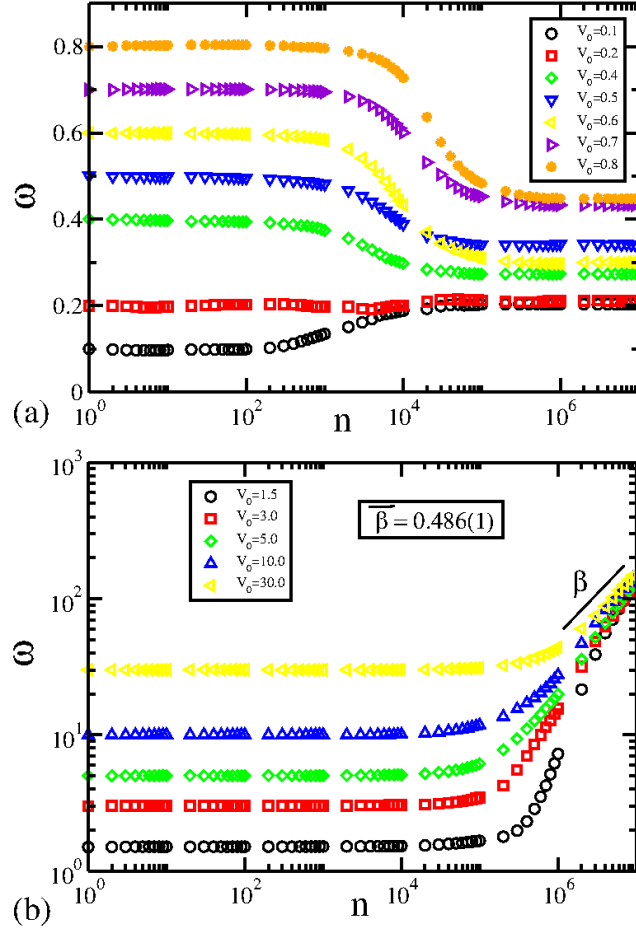 V₀=0.1
V₀=0.2
V₀=0.4
V₀=0.5
V₀=0.6
V₀=0.7
V₀=0.8
0.8
0.6
0.4
0.2
0
ω
10⁰ 10² 10⁴ 10⁶
(a) n
V₀=1.5
V₀=3.0
V₀=5.0
V₀=10.0
V₀=30.0
β̅ = 0.486(1)
β
10³
10²
10¹
10⁰
ω
10⁰ 10² 10⁴ 10⁶
(b) n